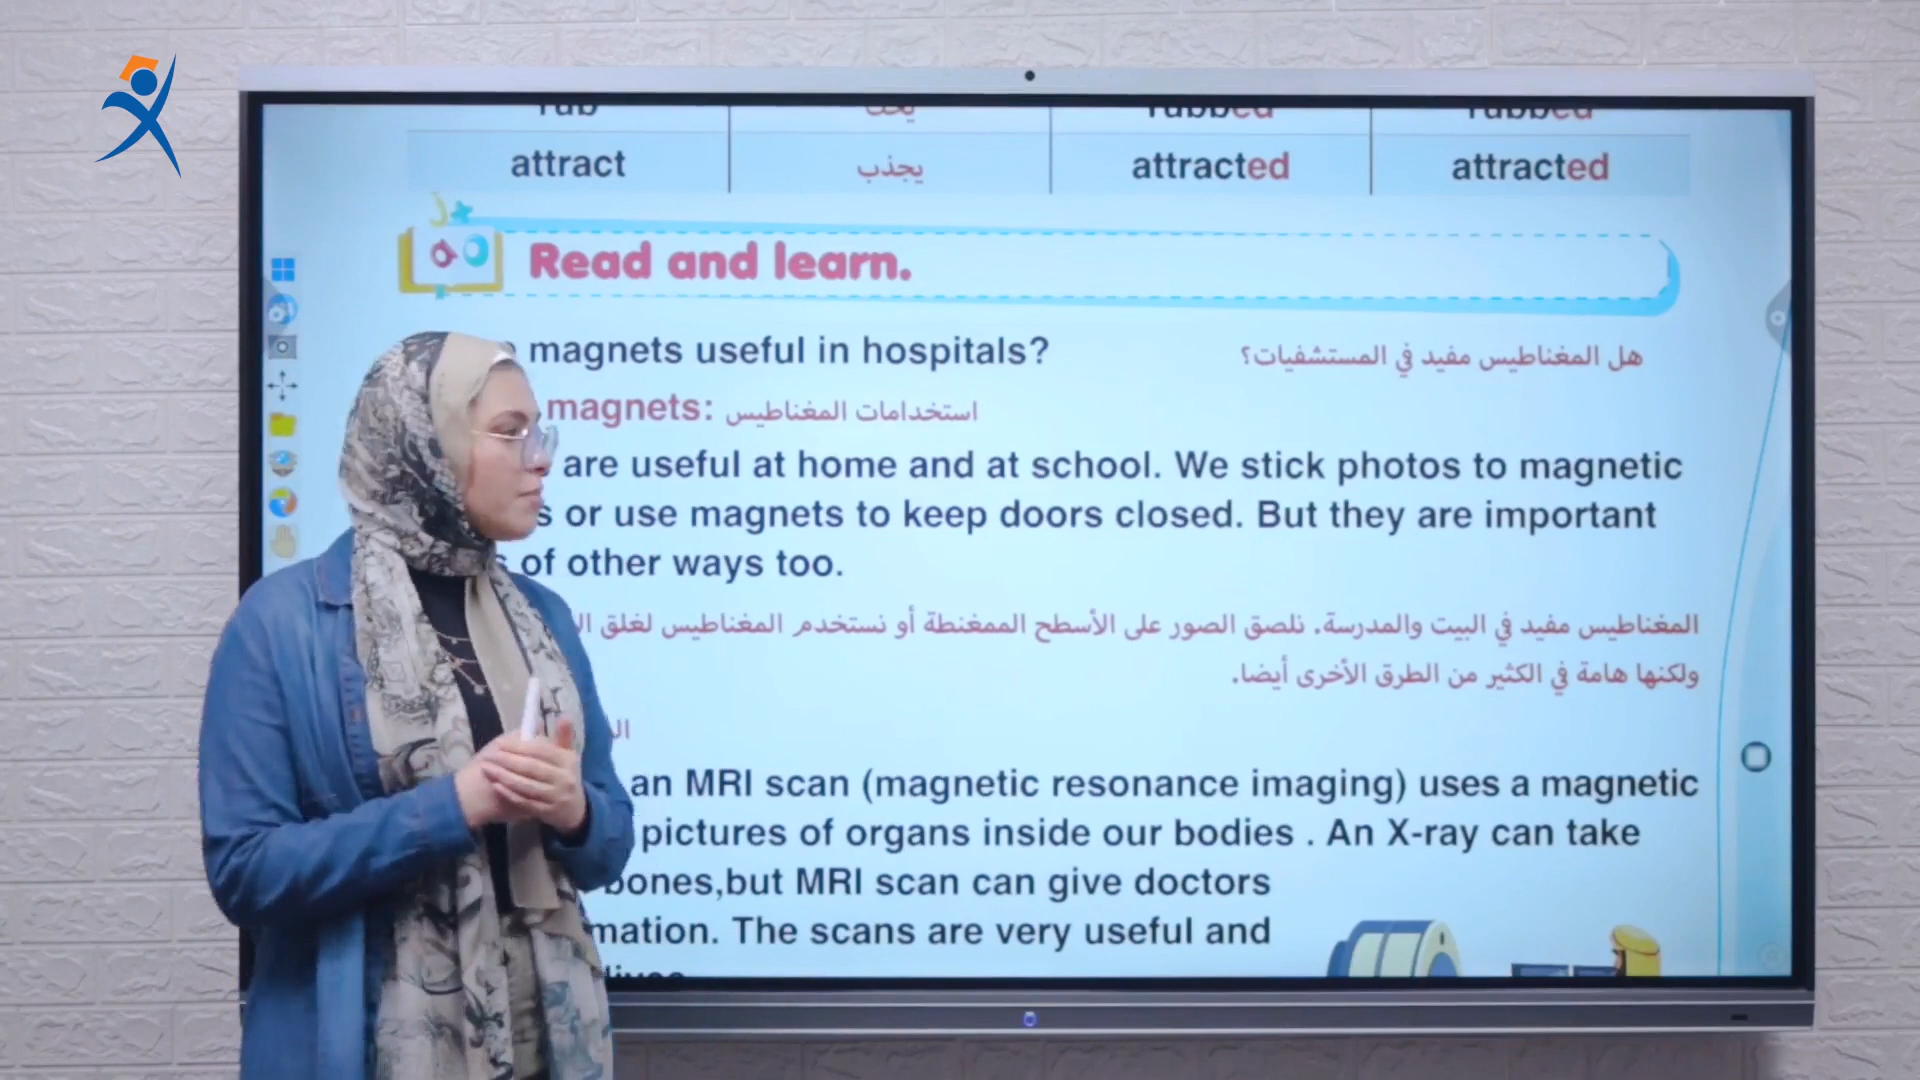 rub يحك rubbed rubbed
attract يجذب attracted attracted
Read and learn.
magnets useful in hospitals? هل المغناطيس مفيد في المستشفيات؟
magnets: استخدامات المغناطيس
are useful at home and at school. We stick photos to magnetic
or use magnets to keep doors closed. But they are important
of other ways too.
المغناطيس مفيد في البيت والمدرسة. نلصق الصور على الأسطح الممغنطة أو نستخدم المغناطيس لغلق
ولكنها هامة في الكثير من الطرق الأخرى أيضا.
an MRI scan (magnetic resonance imaging) uses a magnetic
pictures of organs inside our bodies . An X-ray can take
bones,but MRI scan can give doctors
mation. The scans are very useful and